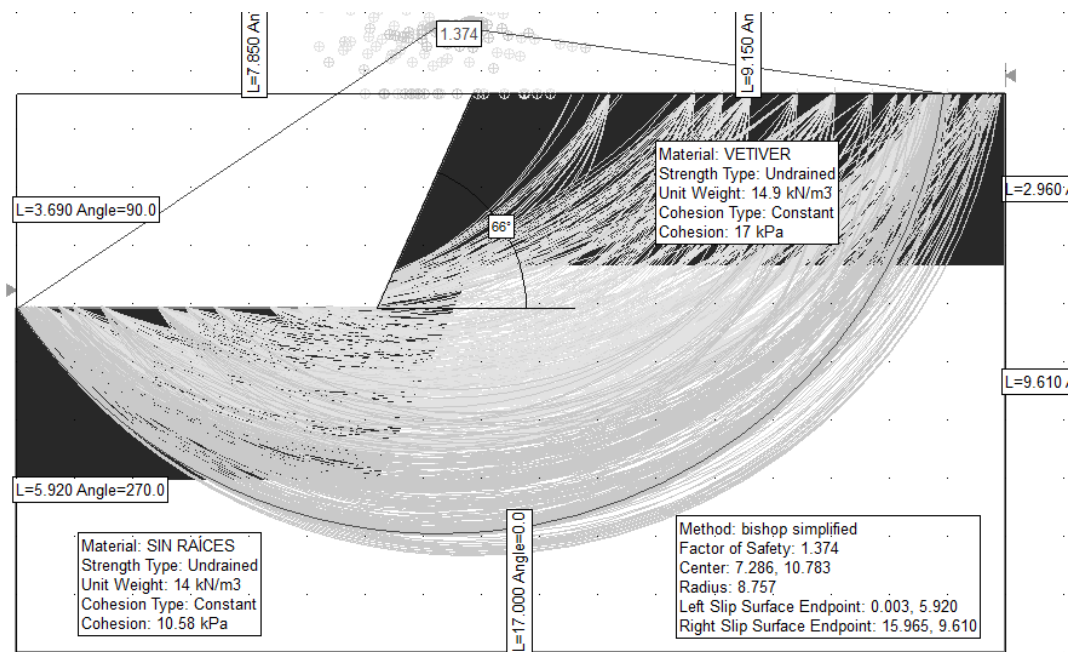 L=7.850 An
1.374
L=9.150 An
Material: VETIVER
Strength Type: Undrained
Unit Weight: 14.9 kN/m3
Cohesion Type: Constant
Cohesion: 17 kPa
L=2.960 A
L=3.690 Angle=90.0
66°
L=9.610 A
L=5.920 Angle=270.0
L=17.000 Angle=0.0
Material: SIN RAÍCES
Strength Type: Undrained
Unit Weight: 14 kN/m3
Cohesion Type: Constant
Cohesion: 10.58 kPa
Method: bishop simplified
Factor of Safety: 1.374
Center: 7.286, 10.783
Radius: 8.757
Left Slip Surface Endpoint: 0.003, 5.920
Right Slip Surface Endpoint: 15.965, 9.610